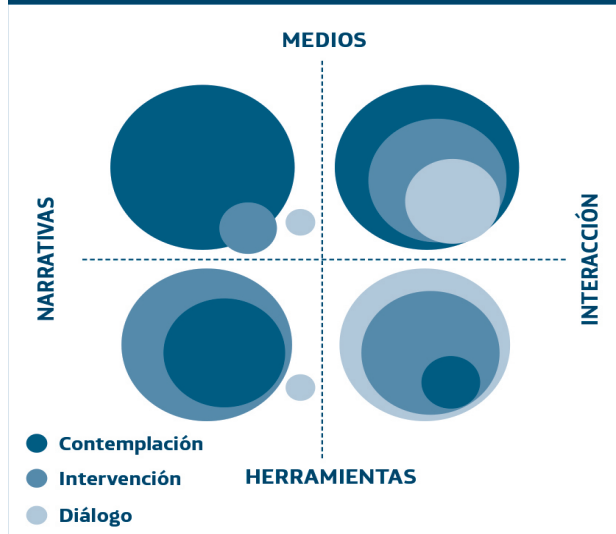 MEDIOS
NARRATIVAS
INTERACCIÓN
Contemplación
Intervención
HERRAMIENTAS
Diálogo